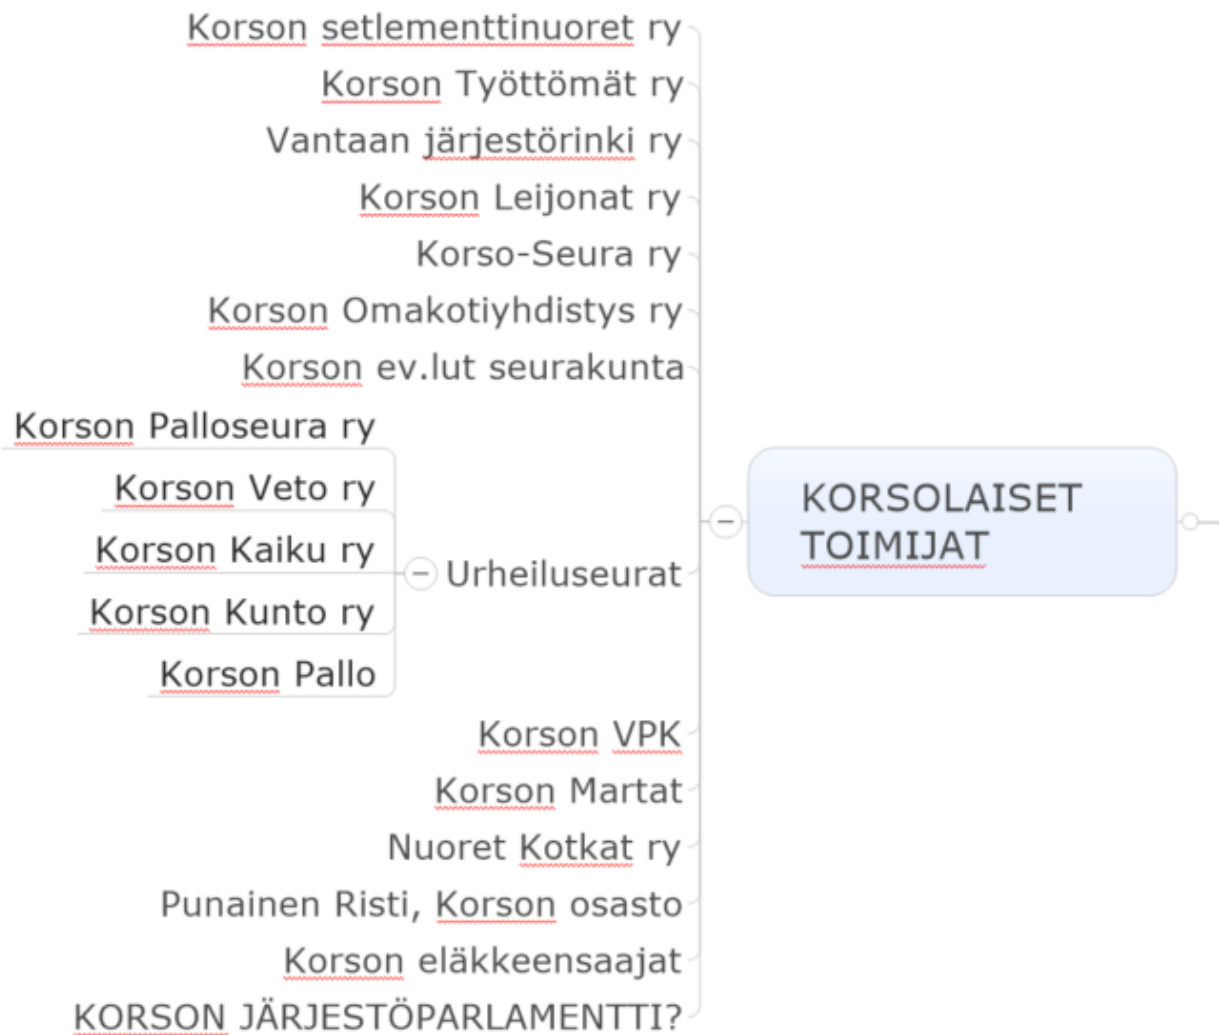 Korson setlementtinuoret ry
Korson Työttömät ry
Vantaan järjestörinki ry
Korson Leijonat ry
Korso-Seura ry
Korson Omakotiyhdistys ry
Korson ev.lut seurakunta
Korson Palloseura ry
Korson Veto ry
Korson Kaiku ry
Korson Kunto ry
Korson Pallo
Urheiluseurat
Korson VPK
Korson Martat
Nuoret Kotkat ry
Punainen Risti, Korson osasto
Korson eläkkeensaajat
KORSON JÄRJESTÖPARLAMENTTI?
KORSOLAISET
TOIMIJAT